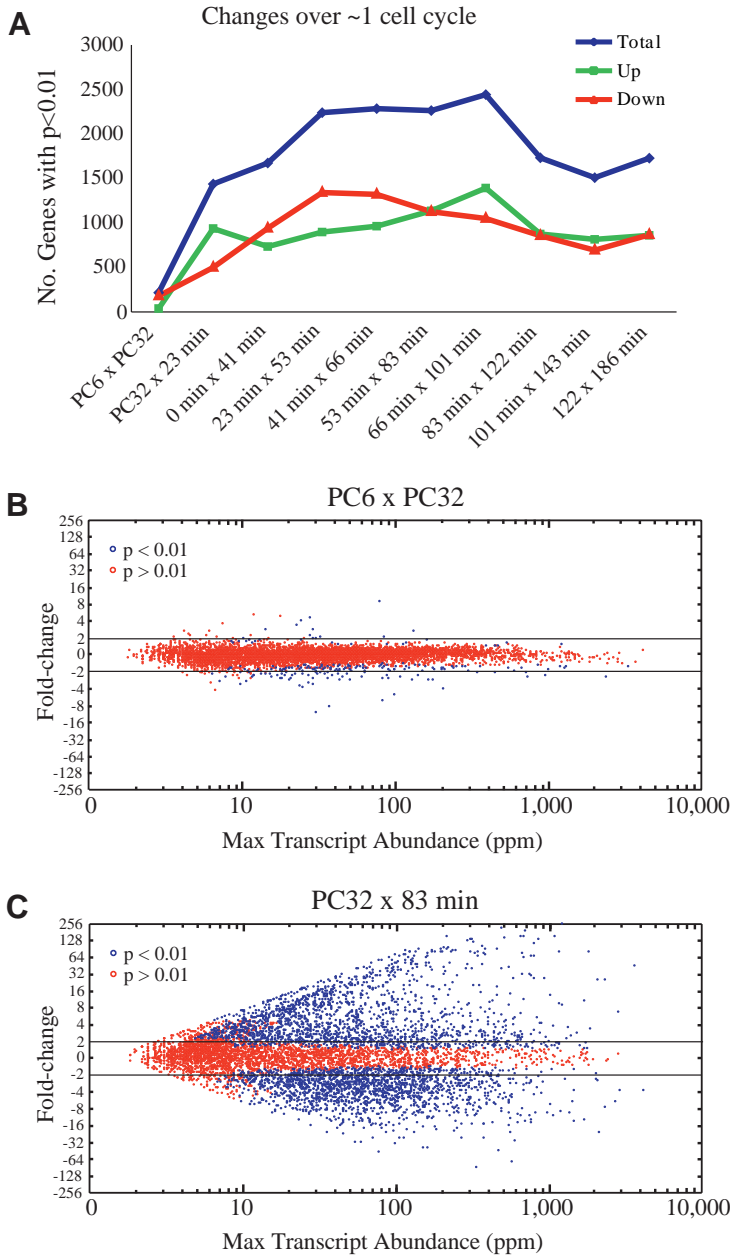 A
Changes over ~1 cell cycle
No. Genes with p<0.01
3000
2500
2000
1500
1000
500
0
Total
Up
Down
PC6 x PC32
PC32 x 23 min
0 min x 41 min
23 min x 53 min
41 min x 66 min
53 min x 83 min
66 min x 101 min
83 min x 122 min
101 min x 143 min
122 x 186 min
B
PC6 x PC32
Fold-change
256
128
64
32
16
8
4
2
0
-2
-4
-8
-16
-32
-64
-128
-256
p < 0.01
p > 0.01
0
10
100
1,000
10,000
Max Transcript Abundance (ppm)
C
PC32 x 83 min
Fold-change
256
128
64
32
16
8
4
2
0
-2
-4
-8
-16
-32
-64
-128
-256
p < 0.01
p > 0.01
0
10
100
1,000
10,000
Max Transcript Abundance (ppm)